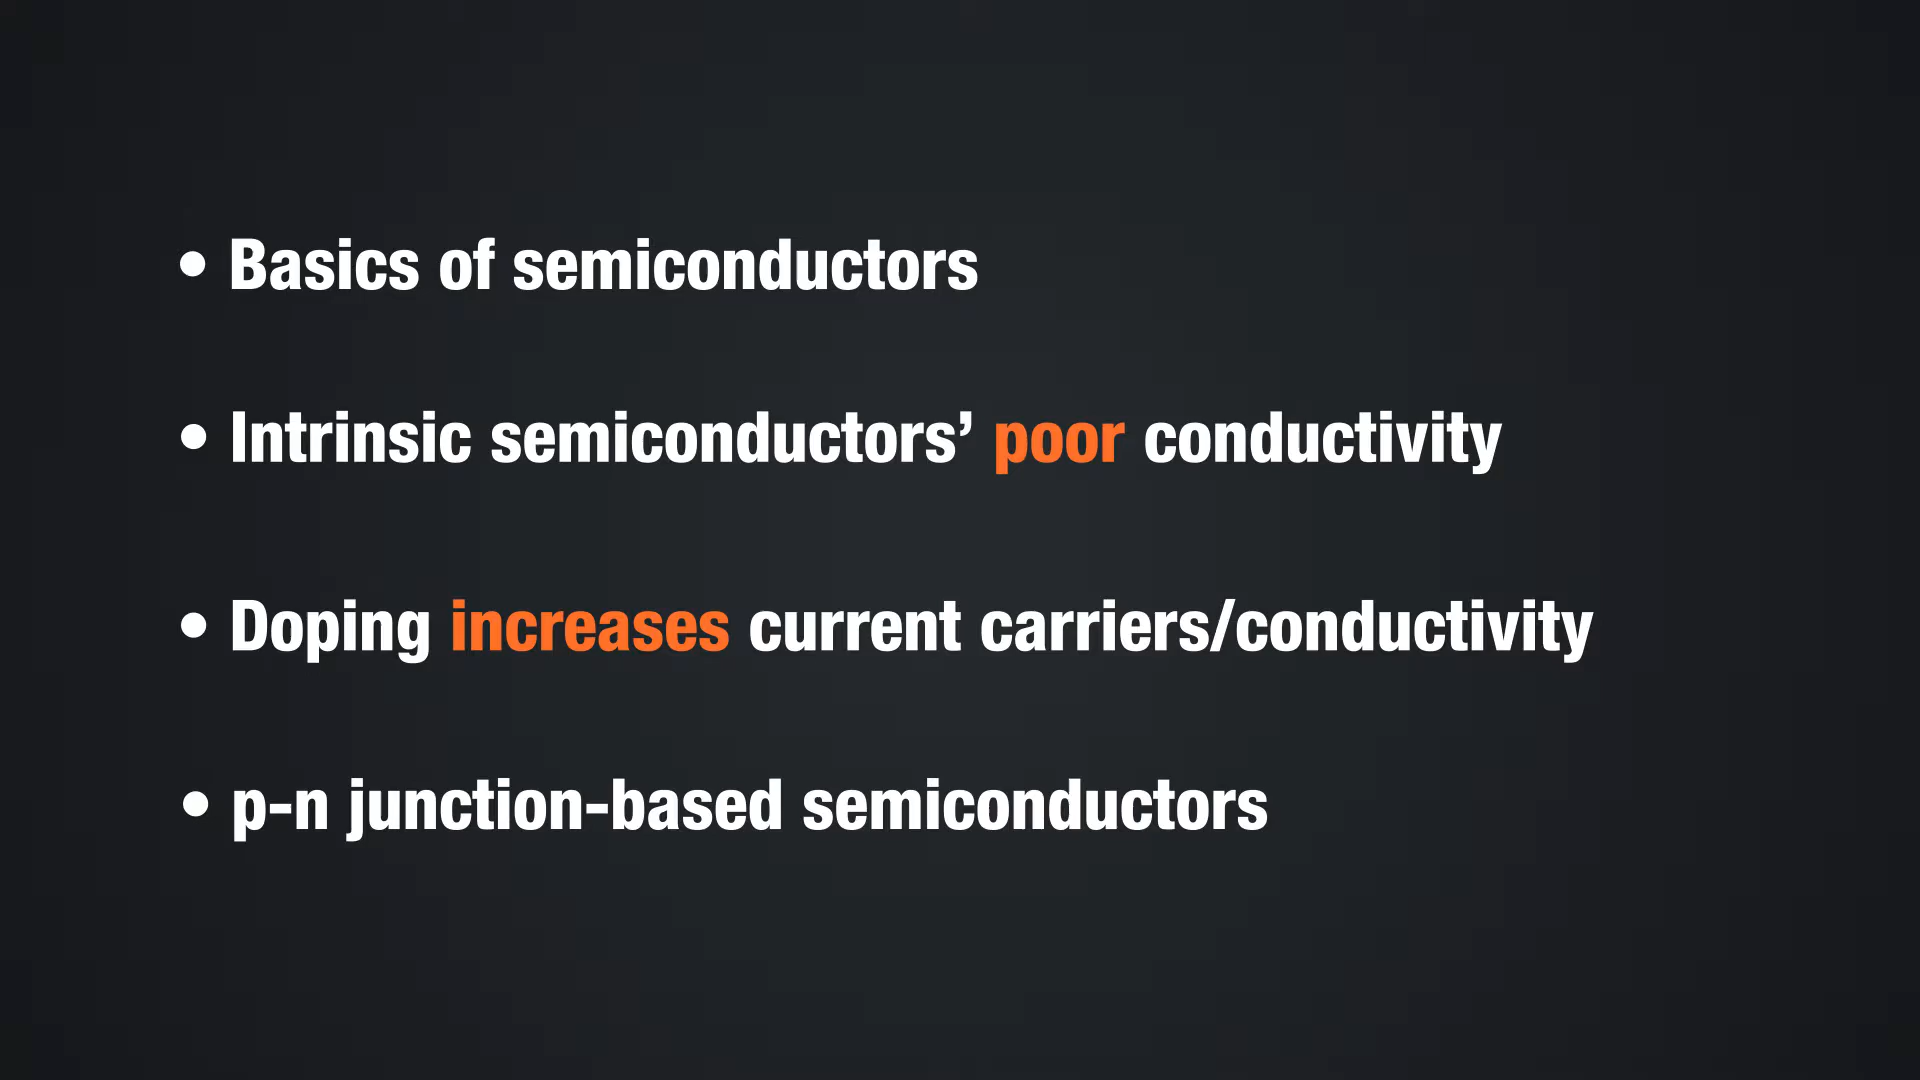 • Basics of semiconductors
• Intrinsic semiconductors’ poor conductivity
• Doping increases current carriers/conductivity
• p-n junction-based semiconductors